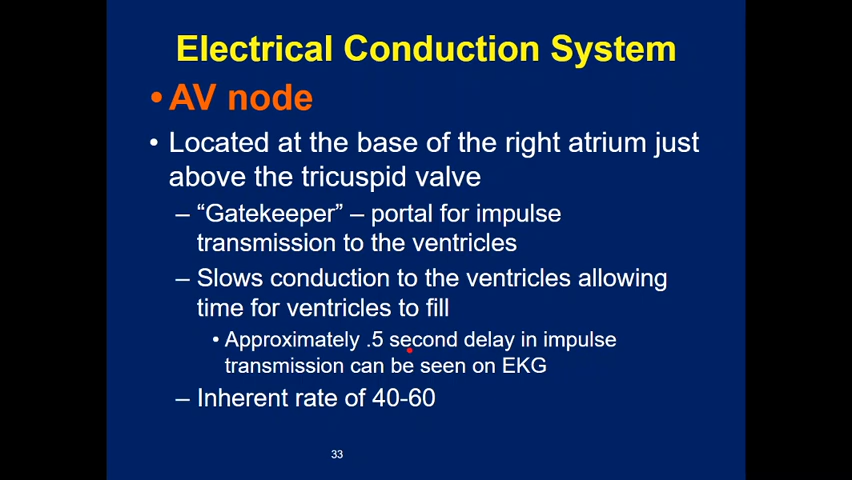 Electrical Conduction System
•AV node
• Located at the base of the right atrium just
above the tricuspid valve
– “Gatekeeper” – portal for impulse
transmission to the ventricles
– Slows conduction to the ventricles allowing
time for ventricles to fill
• Approximately .5 second delay in impulse
transmission can be seen on EKG
– Inherent rate of 40-60
33